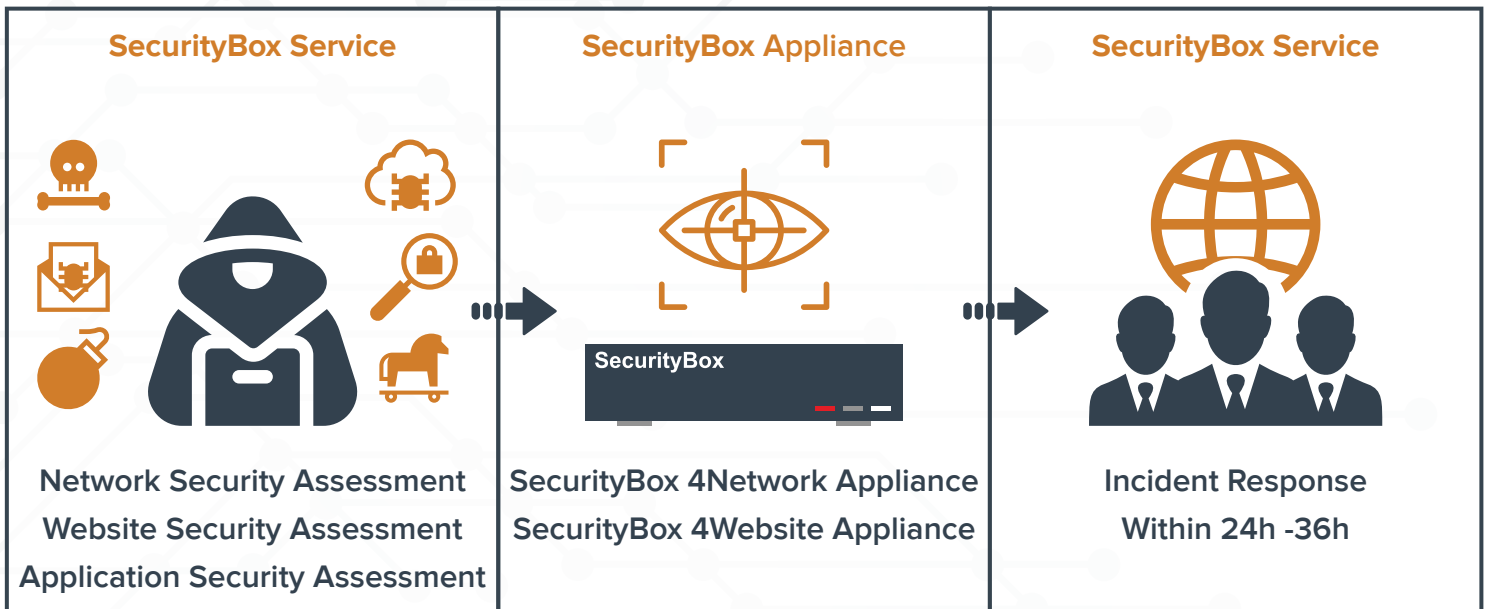 SecurityBox Service
Network Security Assessment
Website Security Assessment
Application Security Assessment
SecurityBox Appliance
SecurityBox
SecurityBox 4Network Appliance
SecurityBox 4Website Appliance
SecurityBox Service
Incident Response
Within 24h -36h